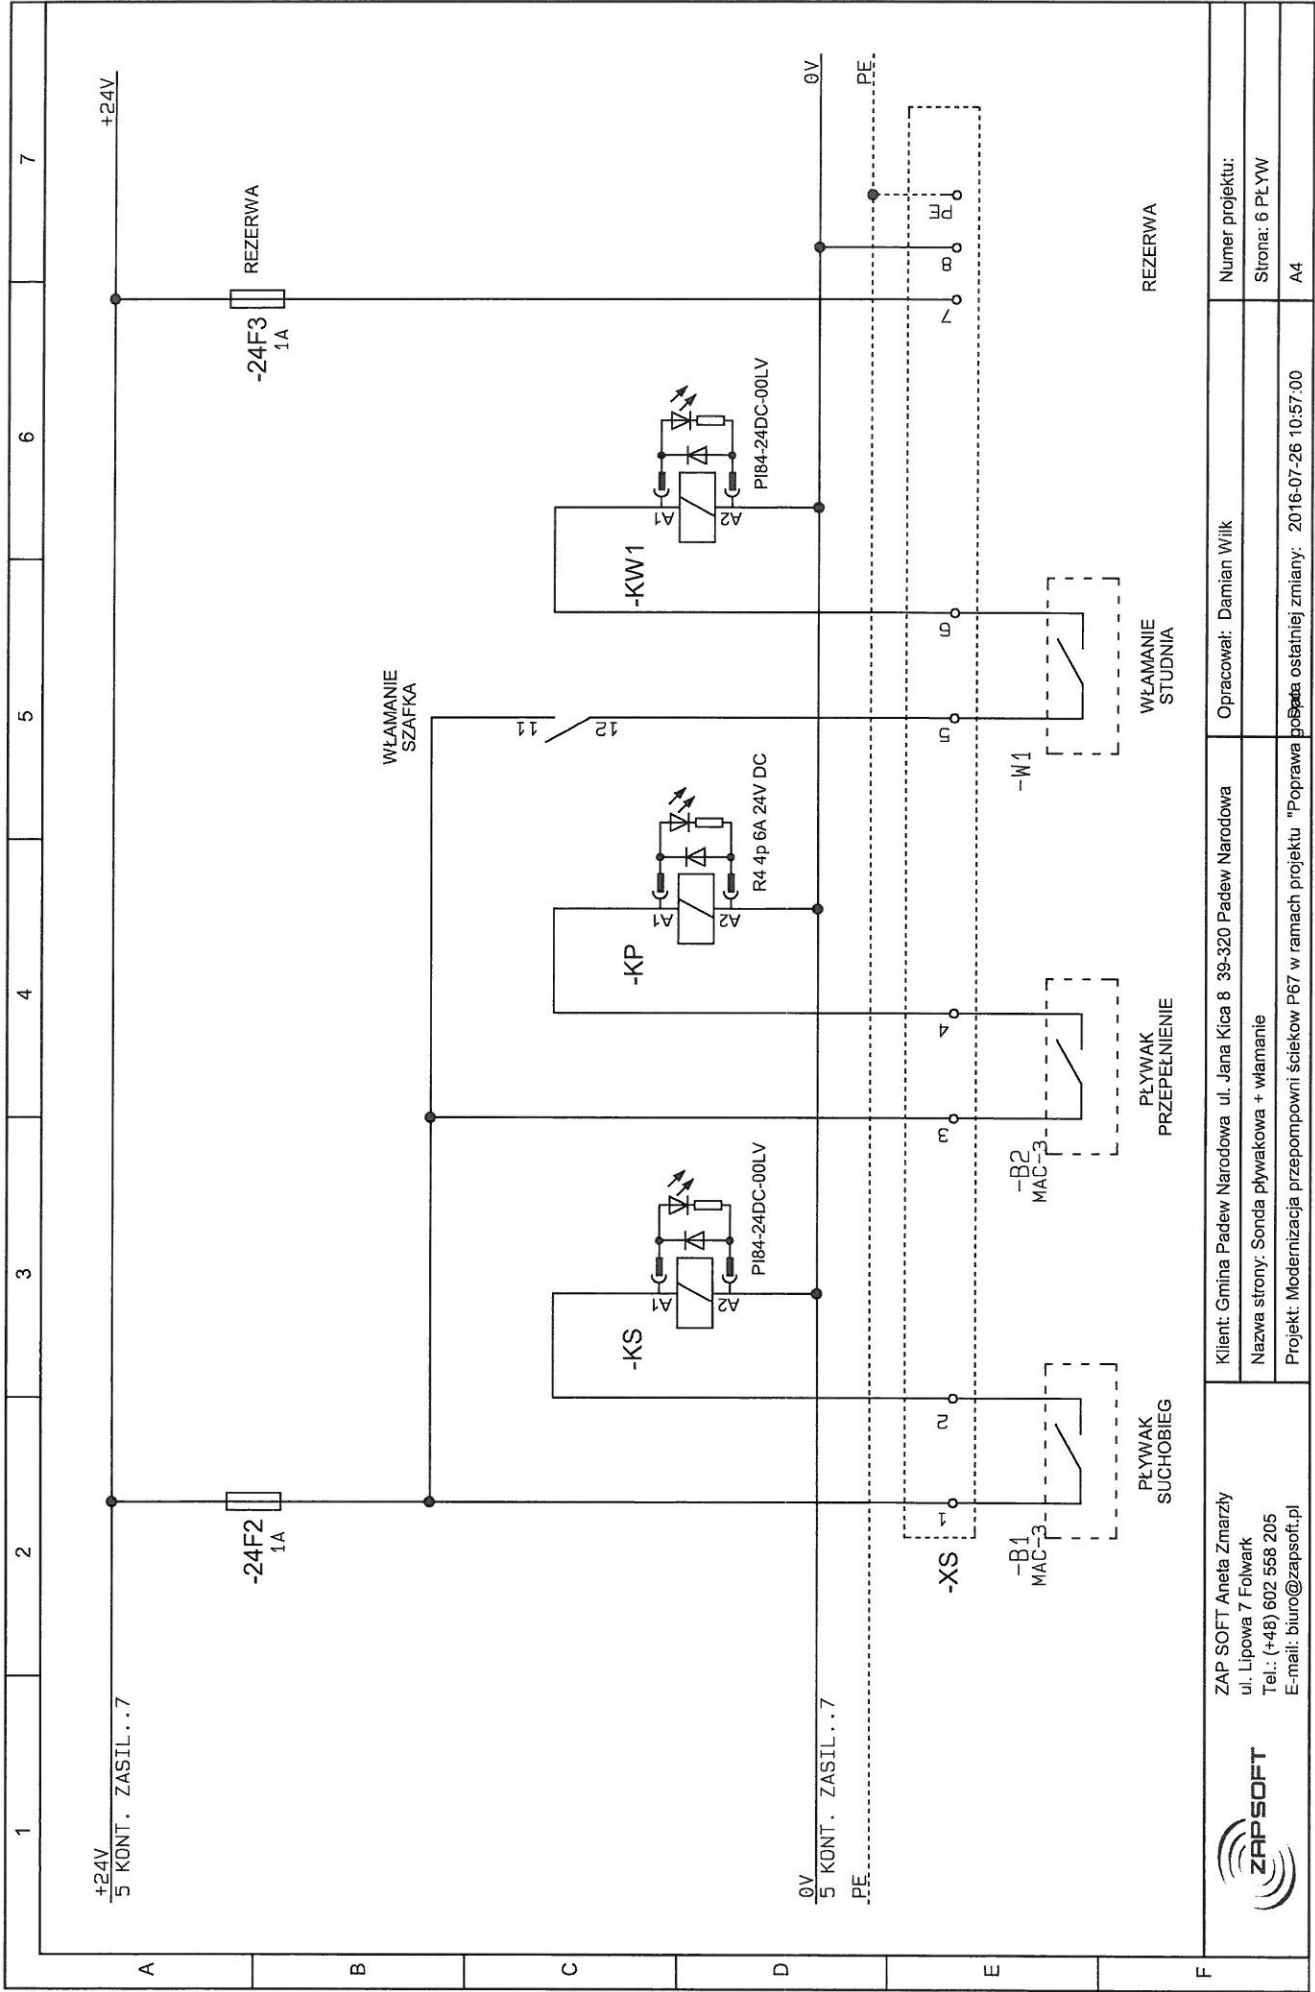 1
2
3
4
5
6
7
A
B
C
D
E
F
+24V
5 KONT. ZASIL..7
+24V
-24F2
1A
-24F3
1A
REZERWA
WŁAMANIE
SZAFKA
11
12
-KS
A1
A2
PI84-24DC-00LV
-KP
A1
A2
R4 4p 6A 24V DC
-KW1
A1
A2
PI84-24DC-00LV
0V
5 KONT. ZASIL..7
0V
PE
PE
-XS
1
2
3
4
5
6
7
8
PE
-B1
MAC-3
-B2
MAC-3
-W1
PŁYWAK
SUCHOBIEG
PŁYWAK
PRZEPEŁNIENIE
WŁAMANIE
STUDNIA
REZERWA
ZAPSOFT
ZAP SOFT Aneta Zmarzły
ul. Lipowa 7 Folwark
Tel.: (+48) 602 558 205
E-mail: biuro@zapsoft.pl
Klient: Gmina Padew Narodowa ul. Jana Kica 8 39-320 Padew Narodowa
Opracował: Damian Wilk
Numer projektu:
Nazwa strony: Sonda pływakowa + włamanie
Strona: 6 PŁYW
Projekt: Modernizacja przepompowni ściekow P67 w ramach projektu "Poprawa
ostatniej zmiany: 2016-07-26 10:57:00
A4